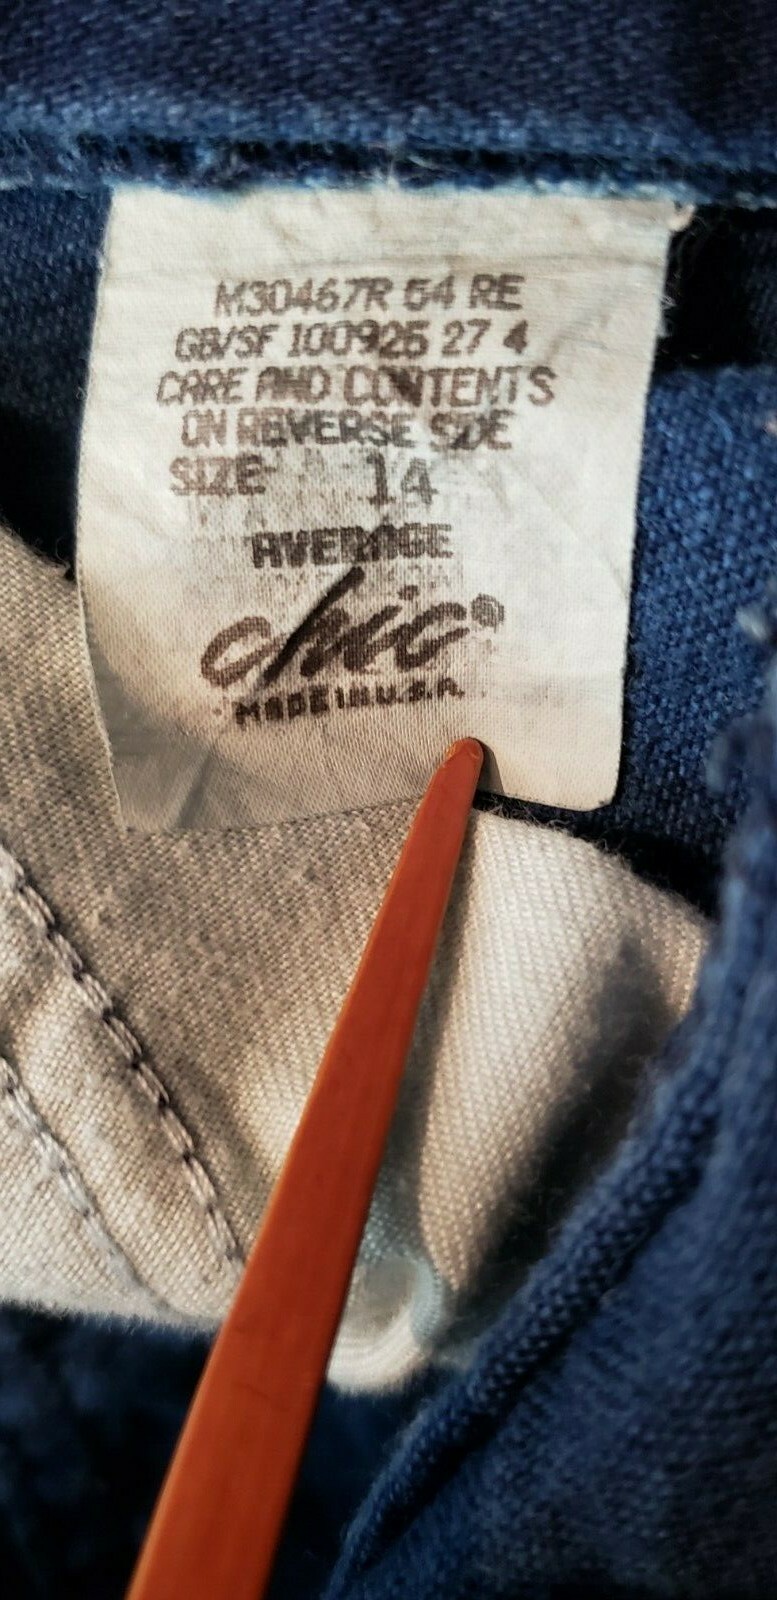 M30467R 54 RE
GB/SF 100925 27 4
CARE AND CONTENTS
ON REVERSE SIDE
SIZE 14
AVERAGE
chic®
MADE IN U.S.A.